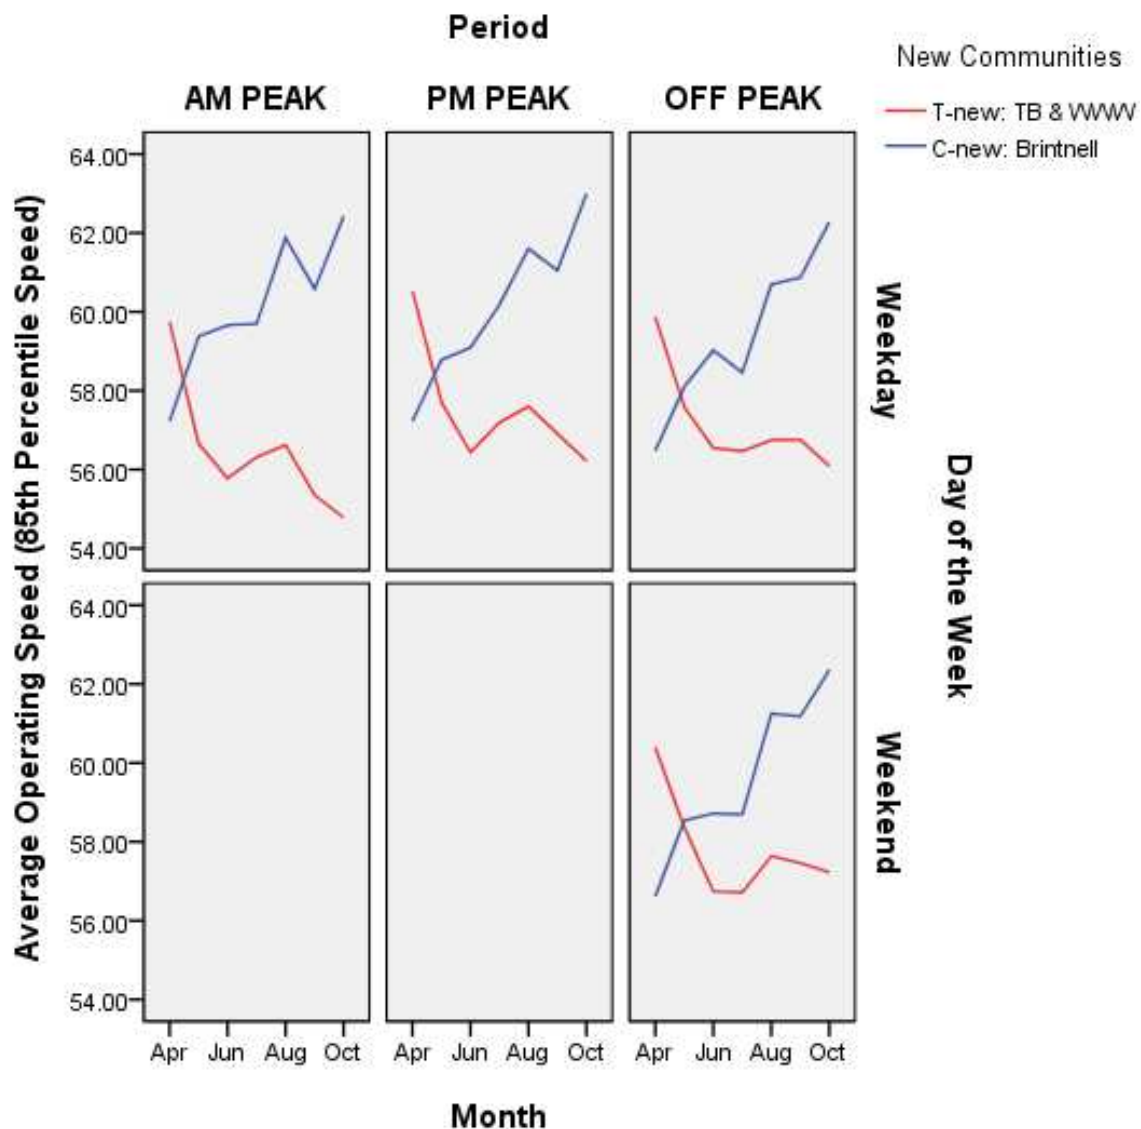 Period
New Communities
AM PEAK
PM PEAK
OFF PEAK
T-new: TB & WWW
C-new: Brintnell
64.00
62.00
60.00
58.00
56.00
54.00
Weekday
64.00
62.00
60.00
58.00
56.00
54.00
Weekend
Average Operating Speed (85th Percentile Speed)
Day of the Week
Apr Jun Aug Oct
Apr Jun Aug Oct
Apr Jun Aug Oct
Month